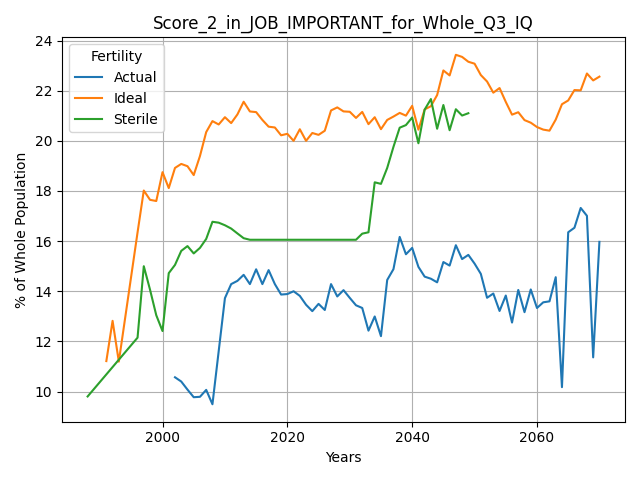 Score_2_in_JOB_IMPORTANT_for_Whole_Q3_IQ
Fertility
Actual
Ideal
Sterile
% of Whole Population
24
22
20
18
16
14
12
10
2000 2020 2040 2060
Years